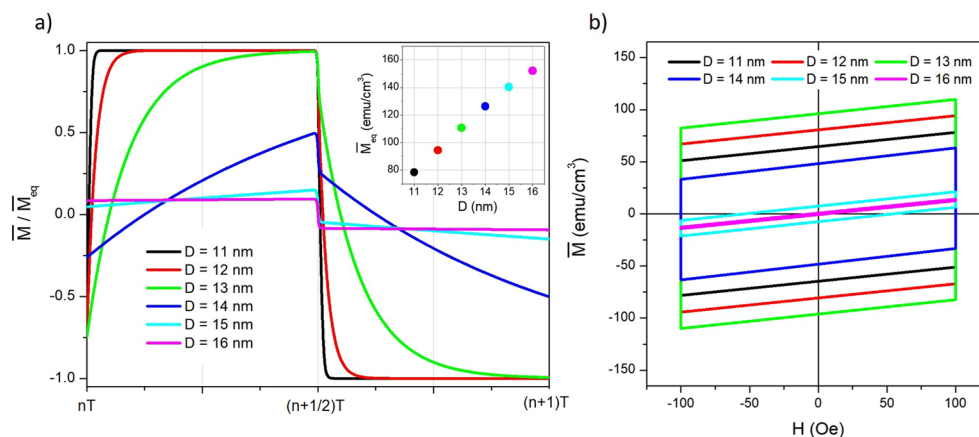 a)
1.0
0.5
0.0
-0.5
-1.0
M̅ / M̅eq
nT
(n+1/2)T
(n+1)T
D = 11 nm
D = 12 nm
D = 13 nm
D = 14 nm
D = 15 nm
D = 16 nm
160
140
120
100
80
M̅eq (emu/cm³)
11 12 13 14 15 16
D (nm)
b)
150
100
50
0
-50
-100
-150
M̅ (emu/cm³)
D = 11 nm D = 12 nm D = 13 nm
D = 14 nm D = 15 nm D = 16 nm
-100 -50 0 50 100
H (Oe)